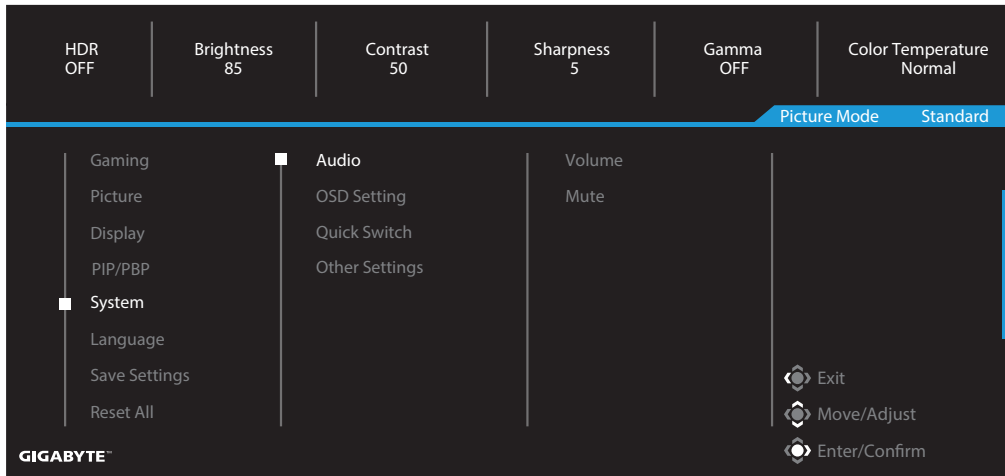 HDR
OFF
Brightness
85
Contrast
50
Sharpness
5
Gamma
OFF
Color Temperature
Normal
Picture Mode Standard
Gaming
Picture
Display
PIP/PBP
System
Language
Save Settings
Reset All
Audio
OSD Setting
Quick Switch
Other Settings
Volume
Mute
Exit
Move/Adjust
Enter/Confirm
GIGABYTE™